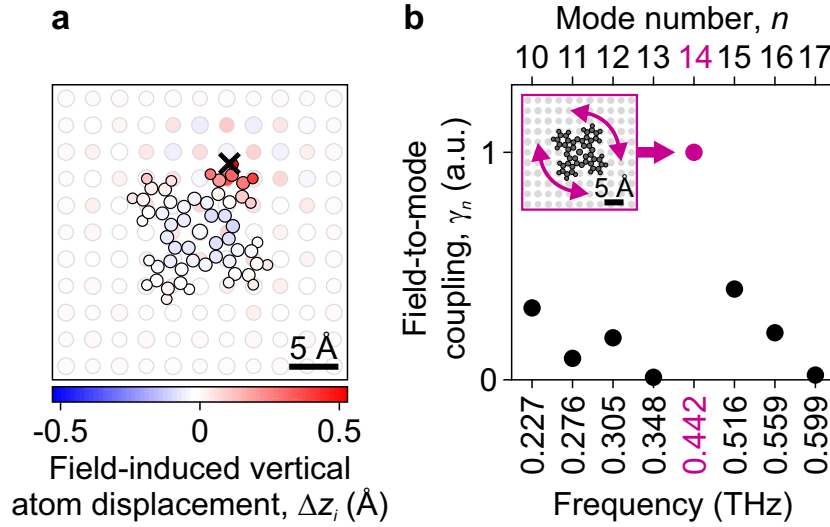 a
5 Å
-0.5 0 0.5
Field-induced vertical
atom displacement, Δzᵢ (Å)
b
Mode number, n
10 11 12 13 14 15 16 17
Field-to-mode
coupling, γₙ (a.u.)
1
0
5 Å
0.227 0.276 0.305 0.348 0.442 0.516 0.559 0.599
Frequency (THz)